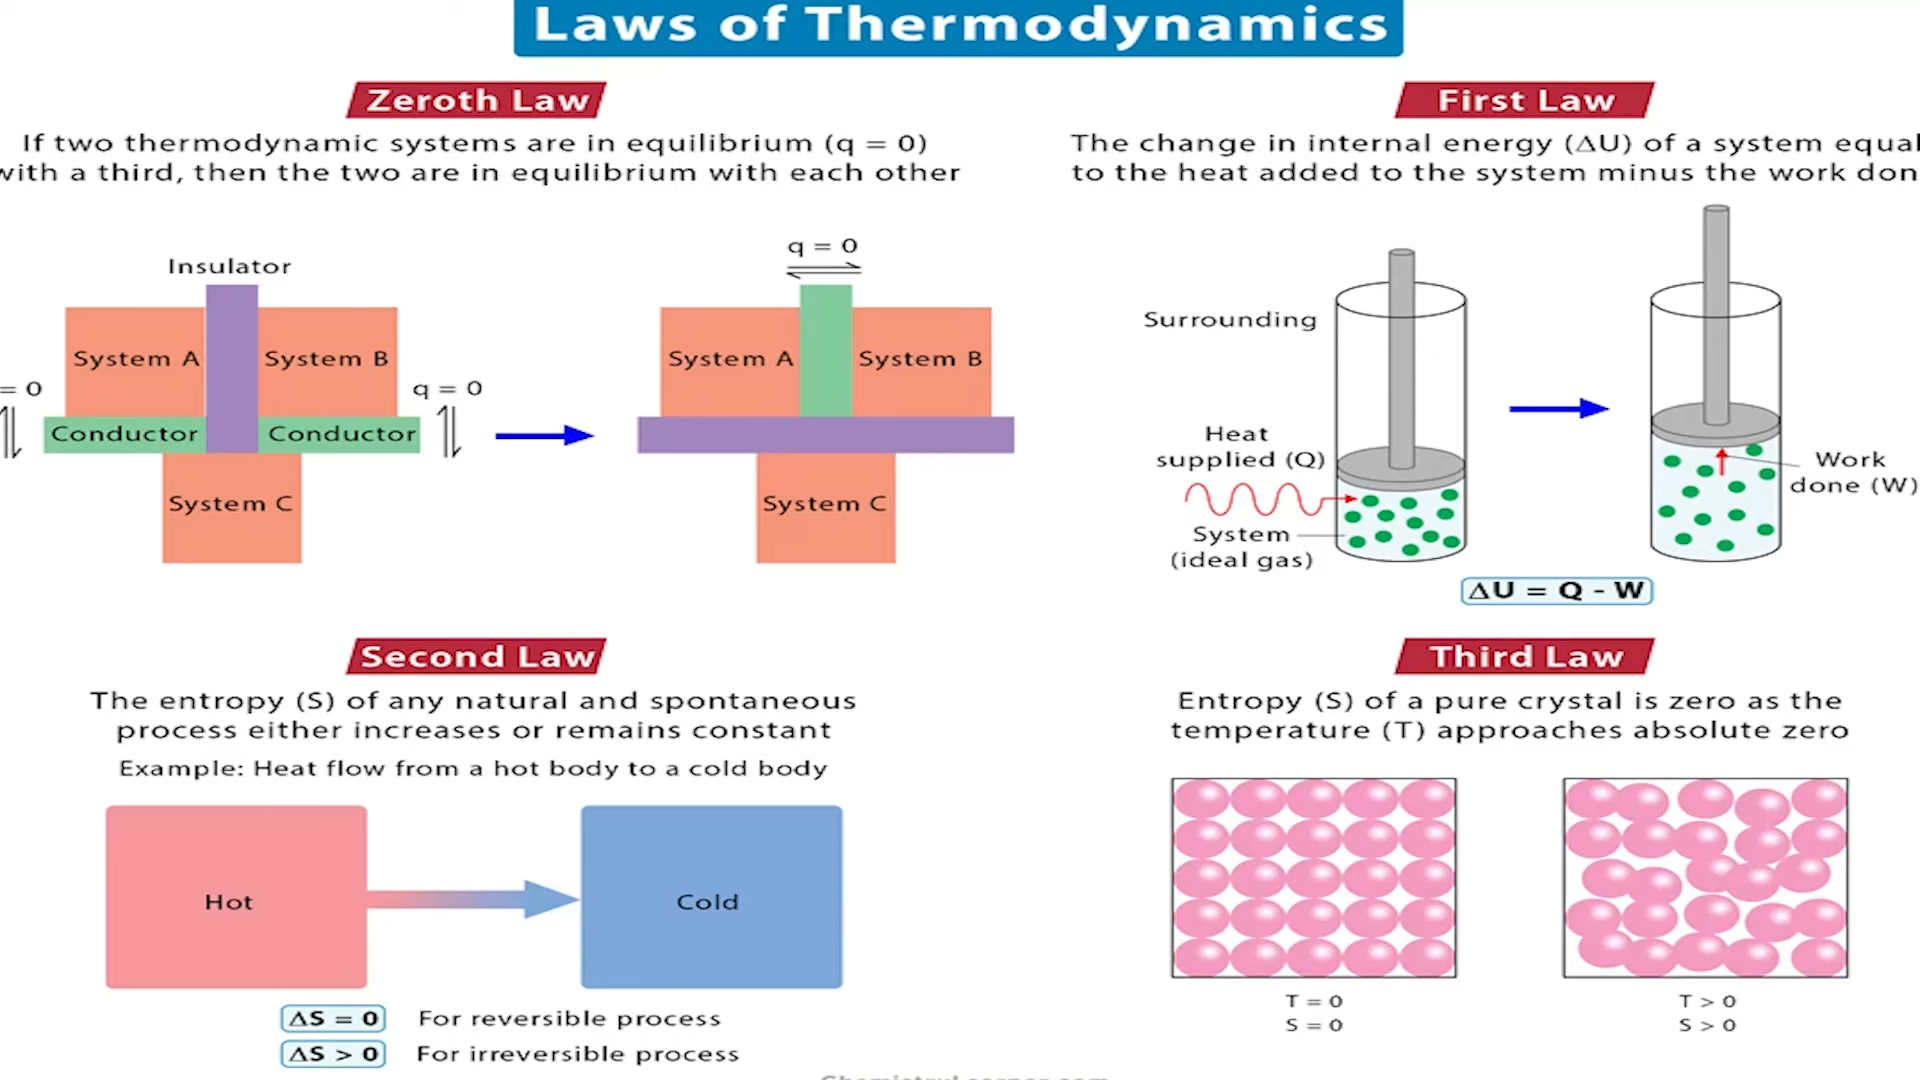 Laws of Thermodynamics
Zeroth Law
If two thermodynamic systems are in equilibrium (q = 0)
with a third, then the two are in equilibrium with each other
Insulator
System A
System B
= 0
q = 0
Conductor
Conductor
System C
q = 0
System A
System B
System C
First Law
The change in internal energy (ΔU) of a system equal
to the heat added to the system minus the work don
Surrounding
Heat
supplied (Q)
System
(ideal gas)
Work
done (W)
ΔU = Q - W
Second Law
The entropy (S) of any natural and spontaneous
process either increases or remains constant
Example: Heat flow from a hot body to a cold body
Hot
Cold
ΔS = 0 For reversible process
ΔS > 0 For irreversible process
Third Law
Entropy (S) of a pure crystal is zero as the
temperature (T) approaches absolute zero
T = 0
S = 0
T > 0
S > 0